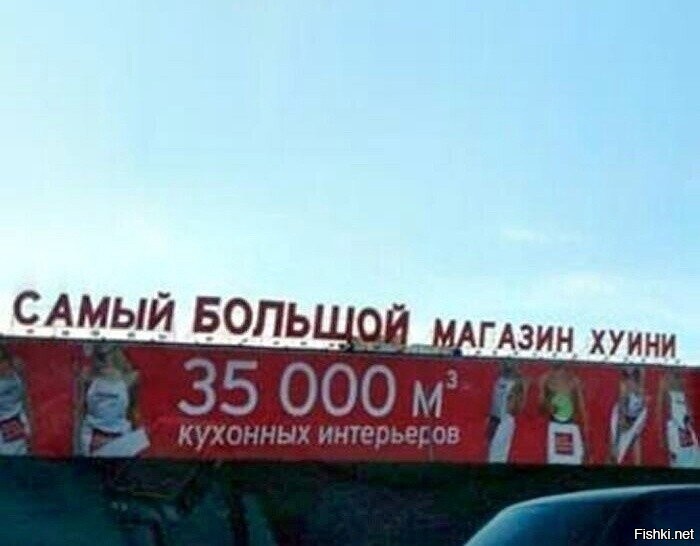 САМЫЙ БОЛЬЩОЙ МАГАЗИН ХУИНИ
35 000 м³
кухонных интерьеров
Fishki.net